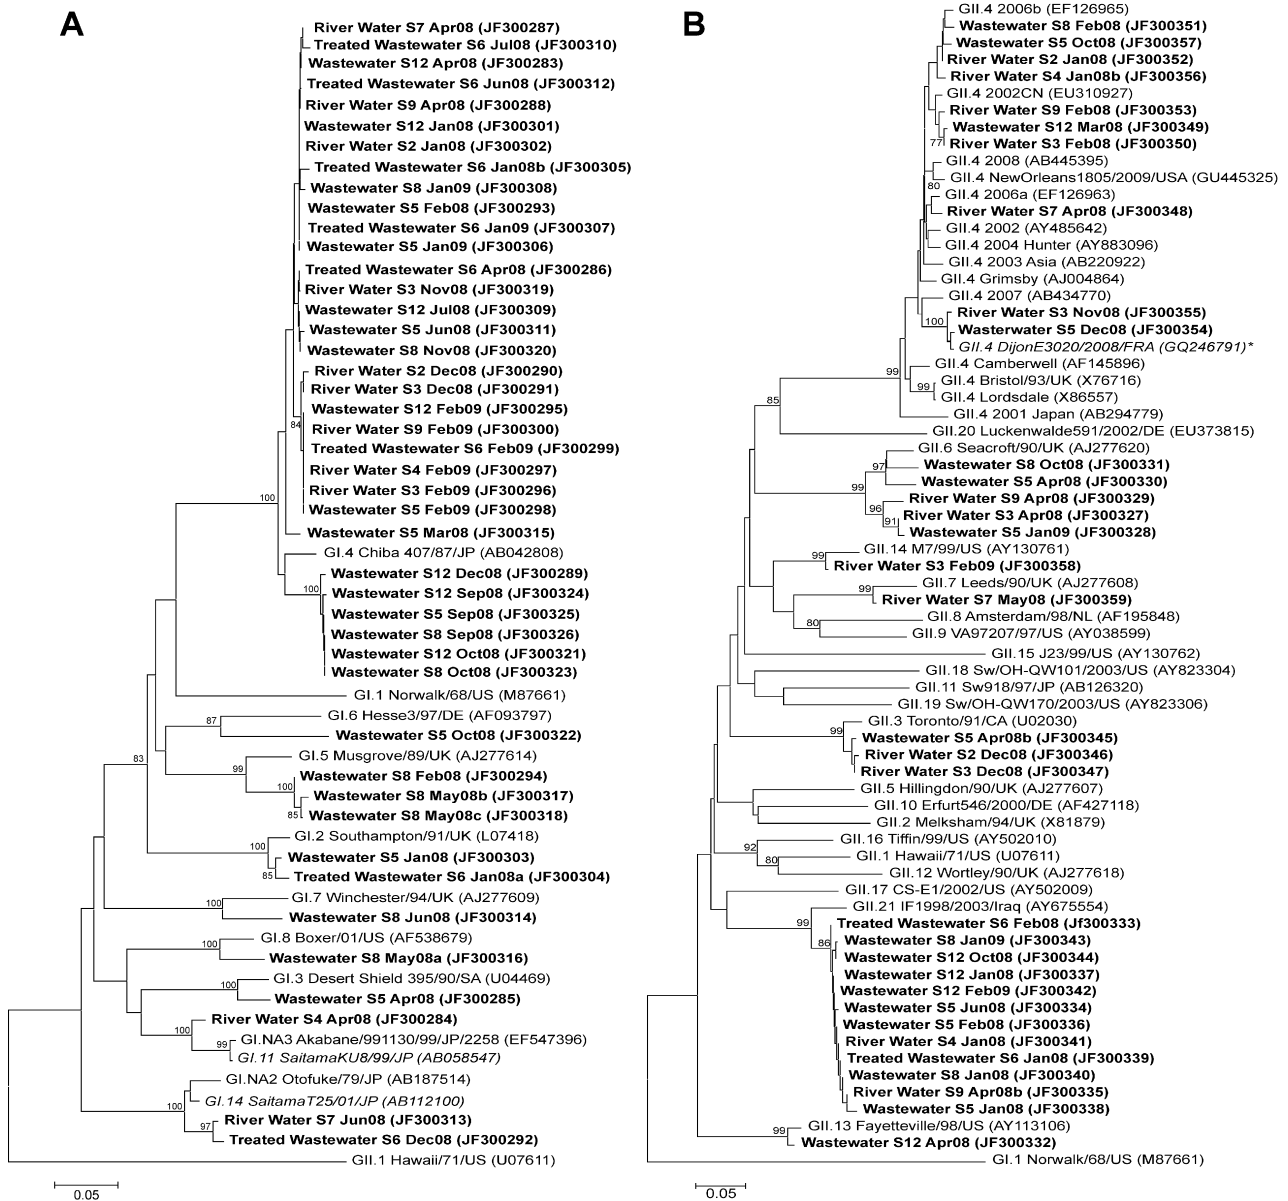 A
River Water S7 Apr08 (JF300287)
Treated Wastewater S6 Jul08 (JF300310)
Wastewater S12 Apr08 (JF300283)
Treated Wastewater S6 Jun08 (JF300312)
River Water S9 Apr08 (JF300288)
Wastewater S12 Jan08 (JF300301)
River Water S2 Jan08 (JF300302)
Treated Wastewater S6 Jan08b (JF300305)
Wastewater S8 Jan09 (JF300308)
Wastewater S5 Feb08 (JF300293)
Treated Wastewater S6 Jan09 (JF300307)
Wastewater S5 Jan09 (JF300306)
Treated Wastewater S6 Apr08 (JF300286)
River Water S3 Nov08 (JF300319)
Wastewater S12 Jul08 (JF300309)
Wastewater S5 Jun08 (JF300311)
Wastewater S8 Nov08 (JF300320)
River Water S2 Dec08 (JF300290)
River Water S3 Dec08 (JF300291)
Wastewater S12 Feb09 (JF300295)
84
River Water S9 Feb09 (JF300300)
Treated Wastewater S6 Feb09 (JF300299)
River Water S4 Feb09 (JF300297)
River Water S3 Feb09 (JF300296)
100
Wastewater S5 Feb09 (JF300298)
Wastewater S5 Mar08 (JF300315)
GI.4 Chiba 407/87/JP (AB042808)
Wastewater S12 Dec08 (JF300289)
100
Wastewater S12 Sep08 (JF300324)
Wastewater S5 Sep08 (JF300325)
Wastewater S8 Sep08 (JF300326)
Wastewater S12 Oct08 (JF300321)
Wastewater S8 Oct08 (JF300323)
GI.1 Norwalk/68/US (M87661)
GI.6 Hesse3/97/DE (AF093797)
87
Wastewater S5 Oct08 (JF300322)
83
GI.5 Musgrove/89/UK (AJ277614)
99
Wastewater S8 Feb08 (JF300294)
100
Wastewater S8 May08b (JF300317)
85
Wastewater S8 May08c (JF300318)
GI.2 Southampton/91/UK (L07418)
100
Wastewater S5 Jan08 (JF300303)
85
Treated Wastewater S6 Jan08a (JF300304)
GI.7 Winchester/94/UK (AJ277609)
100
Wastewater S8 Jun08 (JF300314)
GI.8 Boxer/01/US (AF538679)
100
Wastewater S8 May08a (JF300316)
GI.3 Desert Shield 395/90/SA (U04469)
100
Wastewater S5 Apr08 (JF300285)
River Water S4 Apr08 (JF300284)
100
GI.NA3 Akabane/991130/99/JP/2258 (EF547396)
99
GI.11 SaitamaKU8/99/JP (AB058547)
GI.NA2 Otofuke/79/JP (AB187514)
GI.14 SaitamaT25/01/JP (AB112100)
100
River Water S7 Jun08 (JF300313)
97
Treated Wastewater S6 Dec08 (JF300292)
GII.1 Hawaii/71/US (U07611)
0.05
B
GII.4 2006b (EF126965)
Wastewater S8 Feb08 (JF300351)
Wastewater S5 Oct08 (JF300357)
River Water S2 Jan08 (JF300352)
River Water S4 Jan08b (JF300356)
GII.4 2002CN (EU310927)
River Water S9 Feb08 (JF300353)
Wastewater S12 Mar08 (JF300349)
77
River Water S3 Feb08 (JF300350)
GII.4 2008 (AB445395)
GII.4 NewOrleans1805/2009/USA (GU445325)
80
GII.4 2006a (EF126963)
River Water S7 Apr08 (JF300348)
GII.4 2002 (AY485642)
GII.4 2004 Hunter (AY883096)
GII.4 2003 Asia (AB220922)
GII.4 Grimsby (AJ004864)
GII.4 2007 (AB434770)
River Water S3 Nov08 (JF300355)
100
Wasterwater S5 Dec08 (JF300354)
GII.4 DijonE3020/2008/FRA (GQ246791)*
GII.4 Camberwell (AF145896)
99
GII.4 Bristol/93/UK (X76716)
99
GII.4 Lordsdale (X86557)
85
GII.4 2001 Japan (AB294779)
GII.20 Luckenwalde591/2002/DE (EU373815)
GII.6 Seacroft/90/UK (AJ277620)
97
Wastewater S8 Oct08 (JF300331)
99
Wastewater S5 Apr08 (JF300330)
River Water S9 Apr08 (JF300329)
96
River Water S3 Apr08 (JF300327)
91
Wastewater S5 Jan09 (JF300328)
GII.14 M7/99/US (AY130761)
99
River Water S3 Feb09 (JF300358)
GII.7 Leeds/90/UK (AJ277608)
99
River Water S7 May08 (JF300359)
GII.8 Amsterdam/98/NL (AF195848)
80
GII.9 VA97207/97/US (AY038599)
GII.15 J23/99/US (AY130762)
GII.18 Sw/OH-QW101/2003/US (AY823304)
GII.11 Sw918/97/JP (AB126320)
GII.19 Sw/OH-QW170/2003/US (AY823306)
GII.3 Toronto/91/CA (U02030)
99
Wastewater S5 Apr08b (JF300345)
River Water S2 Dec08 (JF300346)
River Water S3 Dec08 (JF300347)
GII.5 Hillingdon/90/UK (AJ277607)
GII.10 Erfurt546/2000/DE (AF427118)
GII.2 Melksham/94/UK (X81879)
GII.16 Tiffin/99/US (AY502010)
92
GII.1 Hawaii/71/US (U07611)
80
GII.12 Wortley/90/UK (AJ277618)
GII.17 CS-E1/2002/US (AY502009)
GII.21 IF1998/2003/Iraq (AY675554)
99
Treated Wastewater S6 Feb08 (Jf300333)
86
Wastewater S8 Jan09 (JF300343)
Wastewater S12 Oct08 (JF300344)
Wastewater S12 Jan08 (JF300337)
Wastewater S12 Feb09 (JF300342)
Wastewater S5 Jun08 (JF300334)
Wastewater S5 Feb08 (JF300336)
River Water S4 Jan08 (JF300341)
Treated Wastewater S6 Jan08 (JF300339)
Wastewater S8 Jan08 (JF300340)
River Water S9 Apr08b (JF300335)
Wastewater S5 Jan08 (JF300338)
GII.13 Fayetteville/98/US (AY113106)
99
Wastewater S12 Apr08 (JF300332)
GI.1 Norwalk/68/US (M87661)
0.05